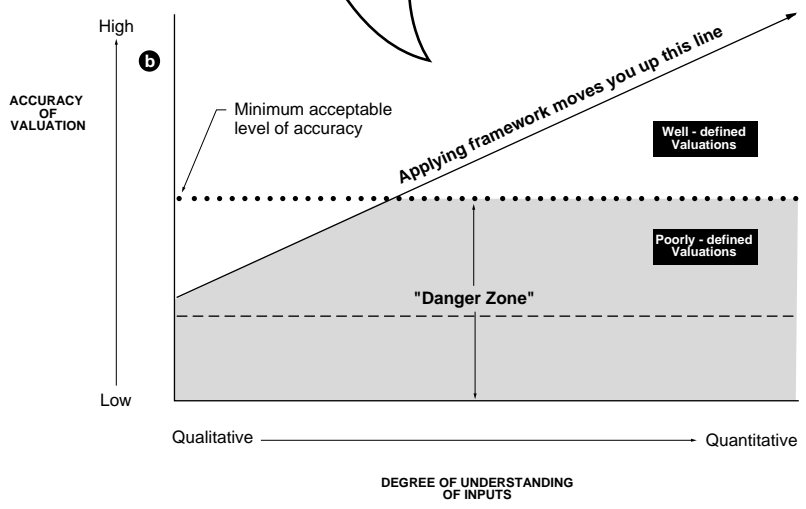 High
b
ACCURACY
OF
VALUATION
Minimum acceptable
level of accuracy
Applying framework moves you up this line
Well - defined
Valuations
Poorly - defined
Valuations
"Danger Zone"
Low
Qualitative
Quantitative
DEGREE OF UNDERSTANDING
OF INPUTS